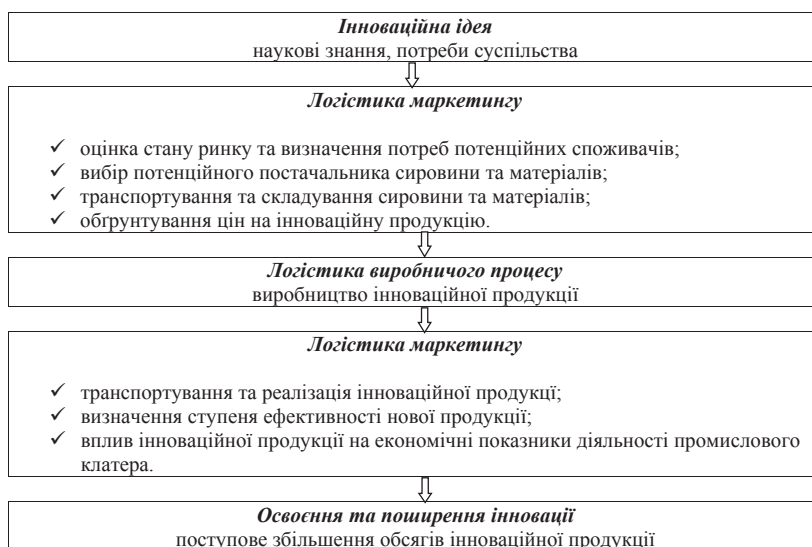 Інноваційна ідея
наукові знання, потреби суспільства
Логістика маркетингу
✓ оцінка стану ринку та визначення потреб потенційних споживачів;
✓ вибір потенційного постачальника сировини та матеріалів;
✓ транспортування та складування сировини та матеріалів;
✓ обґрунтування цін на інноваційну продукцію.
Логістика виробничого процесу
виробництво інноваційної продукції
Логістика маркетингу
✓ транспортування та реалізація інноваційної продукцї;
✓ визначення ступеня ефективності нової продукції;
✓ вплив інноваційної продукції на економічні показники діяльності промислового
клатера.
Освоєння та поширення інновації
поступове збільшення обсягів інноваційної продукції